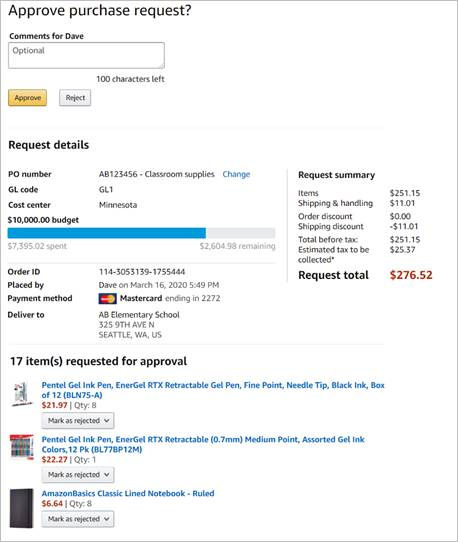 Approve purchase request?
Comments for Dave
Optional
100 characters left
Approve
Reject
Request details
PO number AB123456 - Classroom supplies Change
GL code GL1
Cost center Minnesota
$10,000.00 budget
$7,395.02 spent $2,604.98 remaining
Order ID 114-3053139-1755444
Placed by Dave on March 16, 2020 5:49 PM
Payment method Mastercard ending in 2272
Deliver to AB Elementary School
325 9TH AVE N
SEATTLE, WA, US
Request summary
Items $251.15
Shipping & handling $11.01
Order discount $0.00
Shipping discount -$11.01
Total before tax: $251.15
Estimated tax to be $25.37
collected*
Request total $276.52
17 item(s) requested for approval
Pentel Gel Ink Pen, EnerGel RTX Retractable Gel Pen, Fine Point, Needle Tip, Black Ink, Box
of 12 (BLN75-A)
$21.97 | Qty: 8
Mark as rejected
Pentel Gel Ink Pen, EnerGel RTX Retractable (0.7mm) Medium Point, Assorted Gel Ink
Colors,12 Pk (BL77BP12M)
$22.27 | Qty: 1
Mark as rejected
AmazonBasics Classic Lined Notebook - Ruled
$6.64 | Qty: 8
Mark as rejected